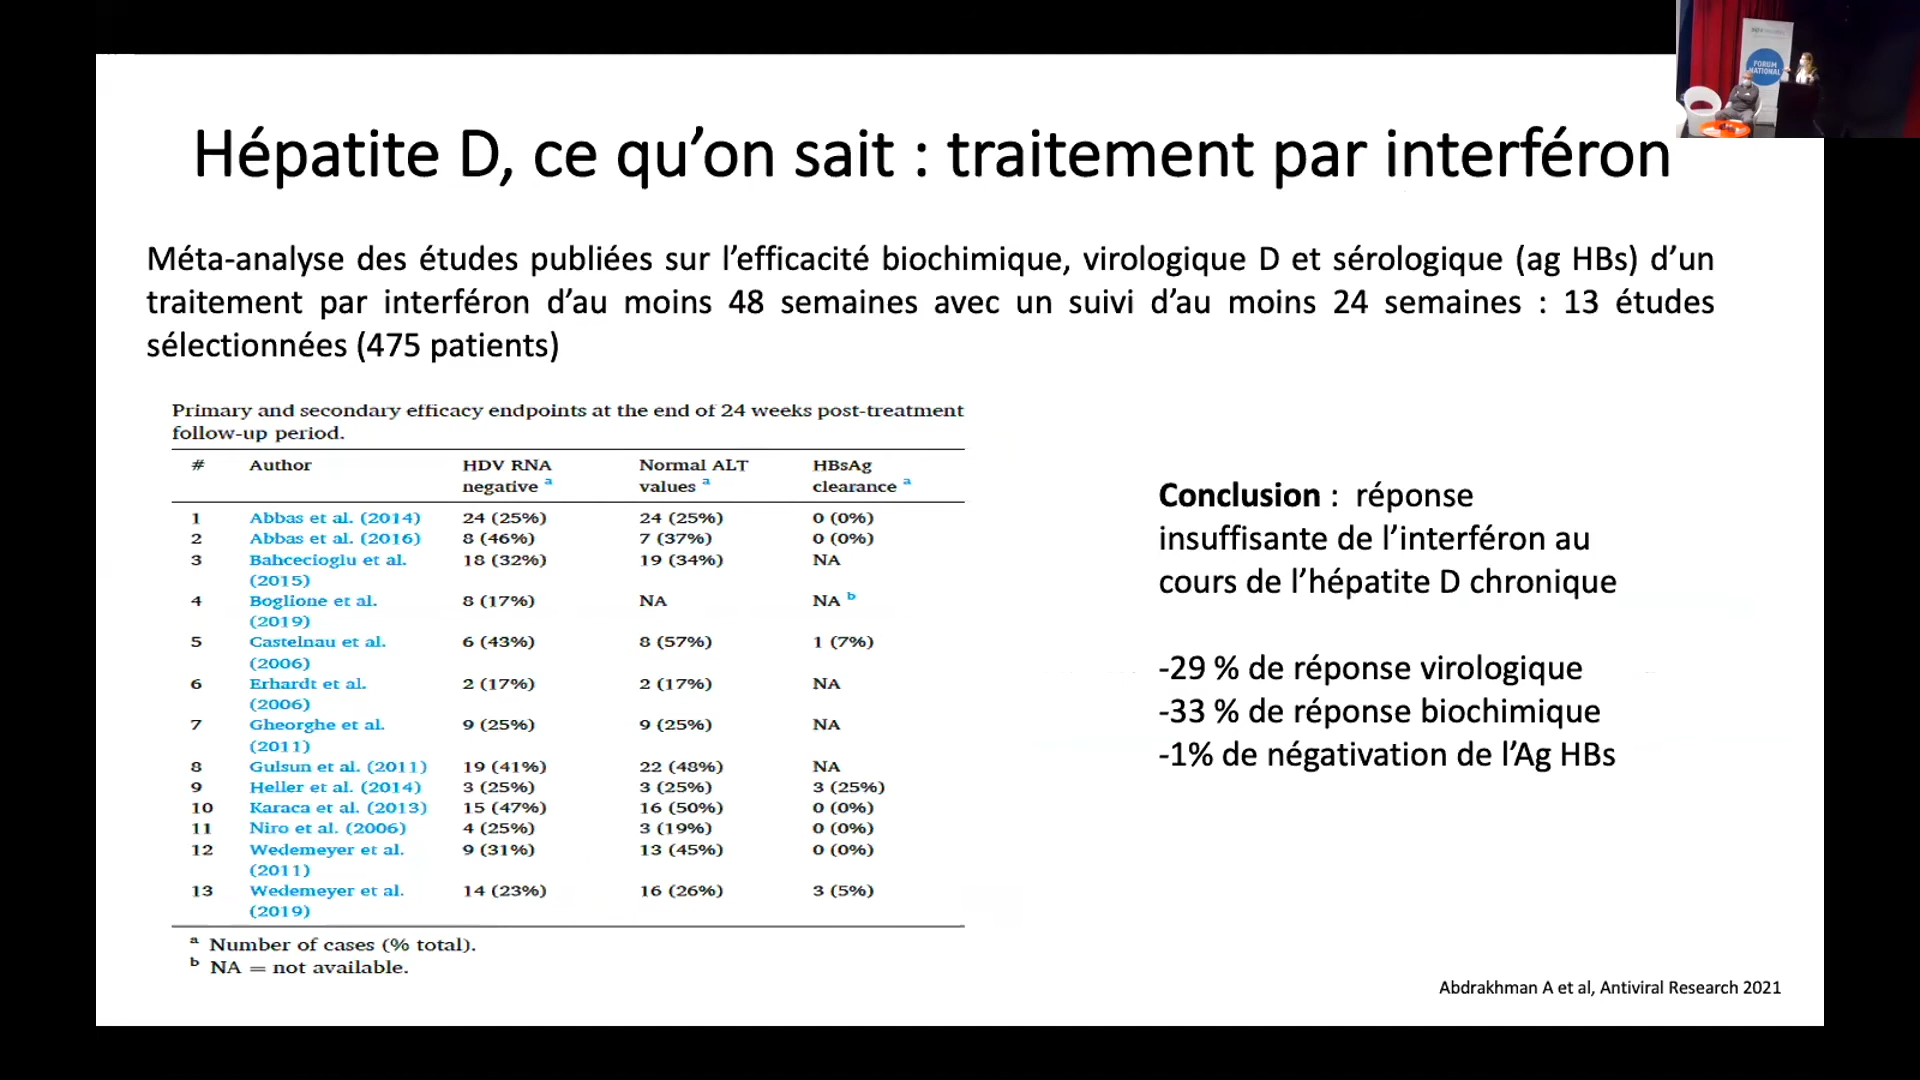 FORUM
NATIONAL
Hépatite D, ce qu’on sait : traitement par interféron
Méta-analyse des études publiées sur l’efficacité biochimique, virologique D et sérologique (ag HBs) d’un
traitement par interféron d’au moins 48 semaines avec un suivi d’au moins 24 semaines : 13 études
sélectionnées (475 patients)
Primary and secondary efficacy endpoints at the end of 24 weeks post-treatment
follow-up period.
# Author HDV RNA negative a Normal ALT values a HBsAg clearance a
1 Abbas et al. (2014) 24 (25%) 24 (25%) 0 (0%)
2 Abbas et al. (2016) 8 (46%) 7 (37%) 0 (0%)
3 Bahcecioglu et al. (2015) 18 (32%) 19 (34%) NA
4 Boglione et al. (2019) 8 (17%) NA NA b
5 Castelnau et al. (2006) 6 (43%) 8 (57%) 1 (7%)
6 Erhardt et al. (2006) 2 (17%) 2 (17%) NA
7 Gheorghe et al. (2011) 9 (25%) 9 (25%) NA
8 Gulsun et al. (2011) 19 (41%) 22 (48%) NA
9 Heller et al. (2014) 3 (25%) 3 (25%) 3 (25%)
10 Karaca et al. (2013) 15 (47%) 16 (50%) 0 (0%)
11 Niro et al. (2006) 4 (25%) 3 (19%) 0 (0%)
12 Wedemeyer et al. (2011) 9 (31%) 13 (45%) 0 (0%)
13 Wedemeyer et al. (2019) 14 (23%) 16 (26%) 3 (5%)
a Number of cases (% total).
b NA = not available.
Conclusion : réponse
insuffisante de l’interféron au
cours de l’hépatite D chronique
-29 % de réponse virologique
-33 % de réponse biochimique
-1% de négativation de l’Ag HBs
Abdrakhman A et al, Antiviral Research 2021